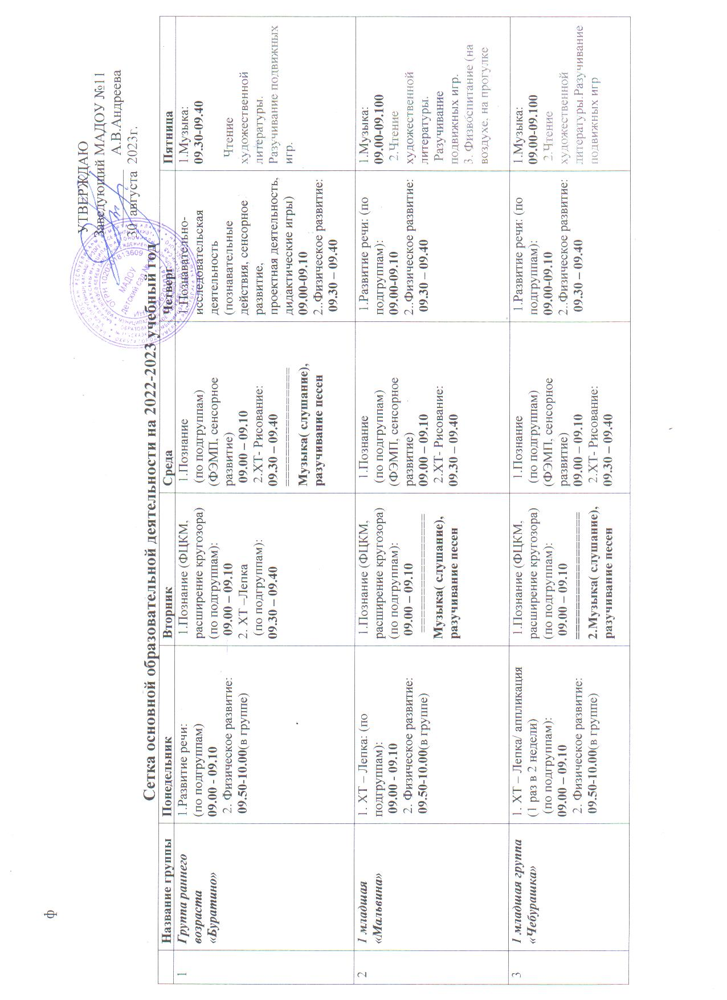 ф
УТВЕРЖДАЮ
Заведующий МАДОУ №11
А.В.Андреева
30 августа 2023г.
МАДОУ
детский сад №
Сетка основной образовательной деятельности на 2022-2023 учебный год
Название группы
Понедельник
Вторник
Среда
Четверг
Пятница
1
Группа раннего
возраста
«Буратино»
1.Развитие речи:
(по подгруппам)
09.00 - 09.10
2. Физическое развитие:
09.50-10.00(в группе)
1.Познание (ФЦКМ,
расширение кругозора)
(по подгруппам):
09.00 – 09.10
2. ХТ –Лепка
(по подгруппам):
09.30 – 09.40
1.Познание
(по подгруппам)
(ФЭМП, сенсорное
развитие)
09.00 – 09.10
2.ХТ- Рисование:
09.30 – 09.40
==================
Музыка( слушание),
разучивание песен
1.Познавательно-
исследовательская
деятельность
(познавательные
действия, сенсорное
развитие,
проектная деятельность,
дидактические игры)
09.00-09.10
2..Физическое развитие:
09.30 – 09.40
1.Музыка:
09.30-09.40
Чтение
художественной
литературы.
Разучивание подвижных
игр.
2
1 младшая
«Мальвина»
1. ХТ – Лепка: (по
подгруппам):
09.00 - 09.10
2. Физическое развитие:
09.50-10.00(в группе)
1.Познание (ФЦКМ,
расширение кругозора)
(по подгруппам):
09.00 – 09.10
==================
Музыка( слушание),
разучивание песен
1.Познание
(по подгруппам)
(ФЭМП, сенсорное
развитие)
09.00 – 09.10
2.ХТ- Рисование:
09.30 – 09.40
1.Развитие речи: (по
подгруппам):
09.00-09.10
2..Физическое развитие:
09.30 – 09.40
1.Музыка:
09.00-09.100
2.Чтение
художественной
литературы.
Разучивание
подвижных игр.
3. Физвоспитание (на
воздухе, на прогулке
3
1 младшая группа
«Чебурашка»
1. ХТ – Лепка/ аппликация
(1 раз в 2 недели)
(по подгруппам):
09.00 – 09.10
2. Физическое развитие:
09.50-10.00(в группе)
1.Познание (ФЦКМ,
расширение кругозора)
(по подгруппам):
09.00 – 09.10
===================
2.Музыка( слушание),
разучивание песен
1.Познание
(по подгруппам)
(ФЭМП, сенсорное
развитие)
09.00 – 09.10
2.ХТ- Рисование:
09.30 – 09.40
1.Развитие речи: (по
подгруппам):
09.00-09.10
2..Физическое развитие:
09.30 – 09.40
1.Музыка:
09.00-09.100
2.Чтение
художественной
литературы.Разучивание
подвижных игр